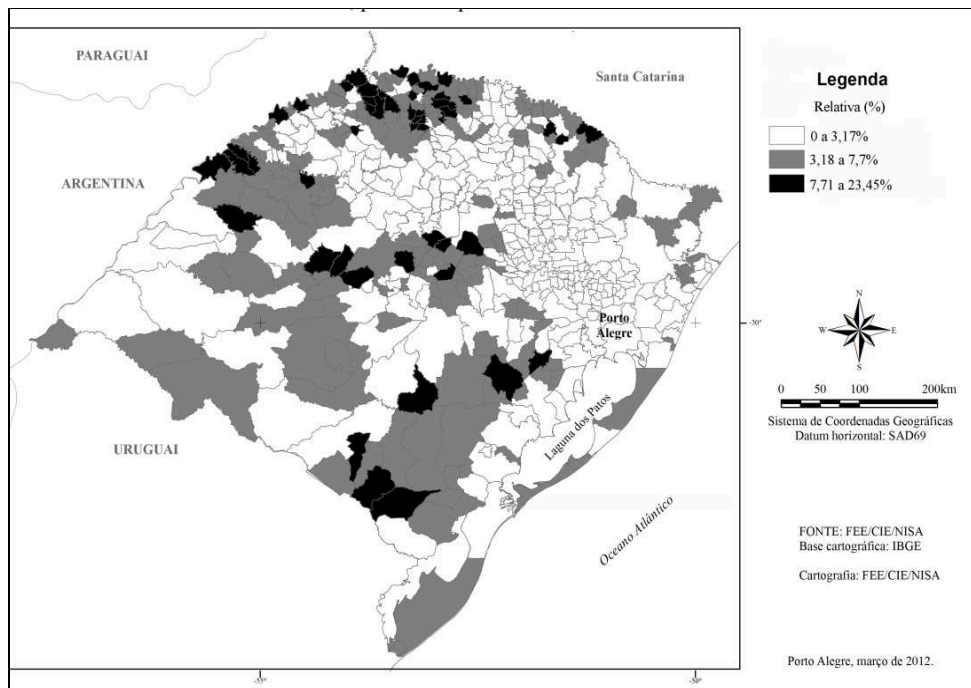 PARAGUAI
Santa Catarina
ARGENTINA
Porto
Alegre
Laguna dos Patos
URUGUAI
Oceano Atlântico
-30°
-50°
Legenda
Relativa (%)
0 a 3,17%
3,18 a 7,7%
7,71 a 23,45%
N
W E
S
0 25 50 100 200km
Sistema de Coordenadas Geográficas
Datum horizontal: SAD69
FONTE: FEE/CIE/NISA
Base cartográfica: IBGE
Cartografia: FEE/CIE/NISA
Porto Alegre, março de 2012.